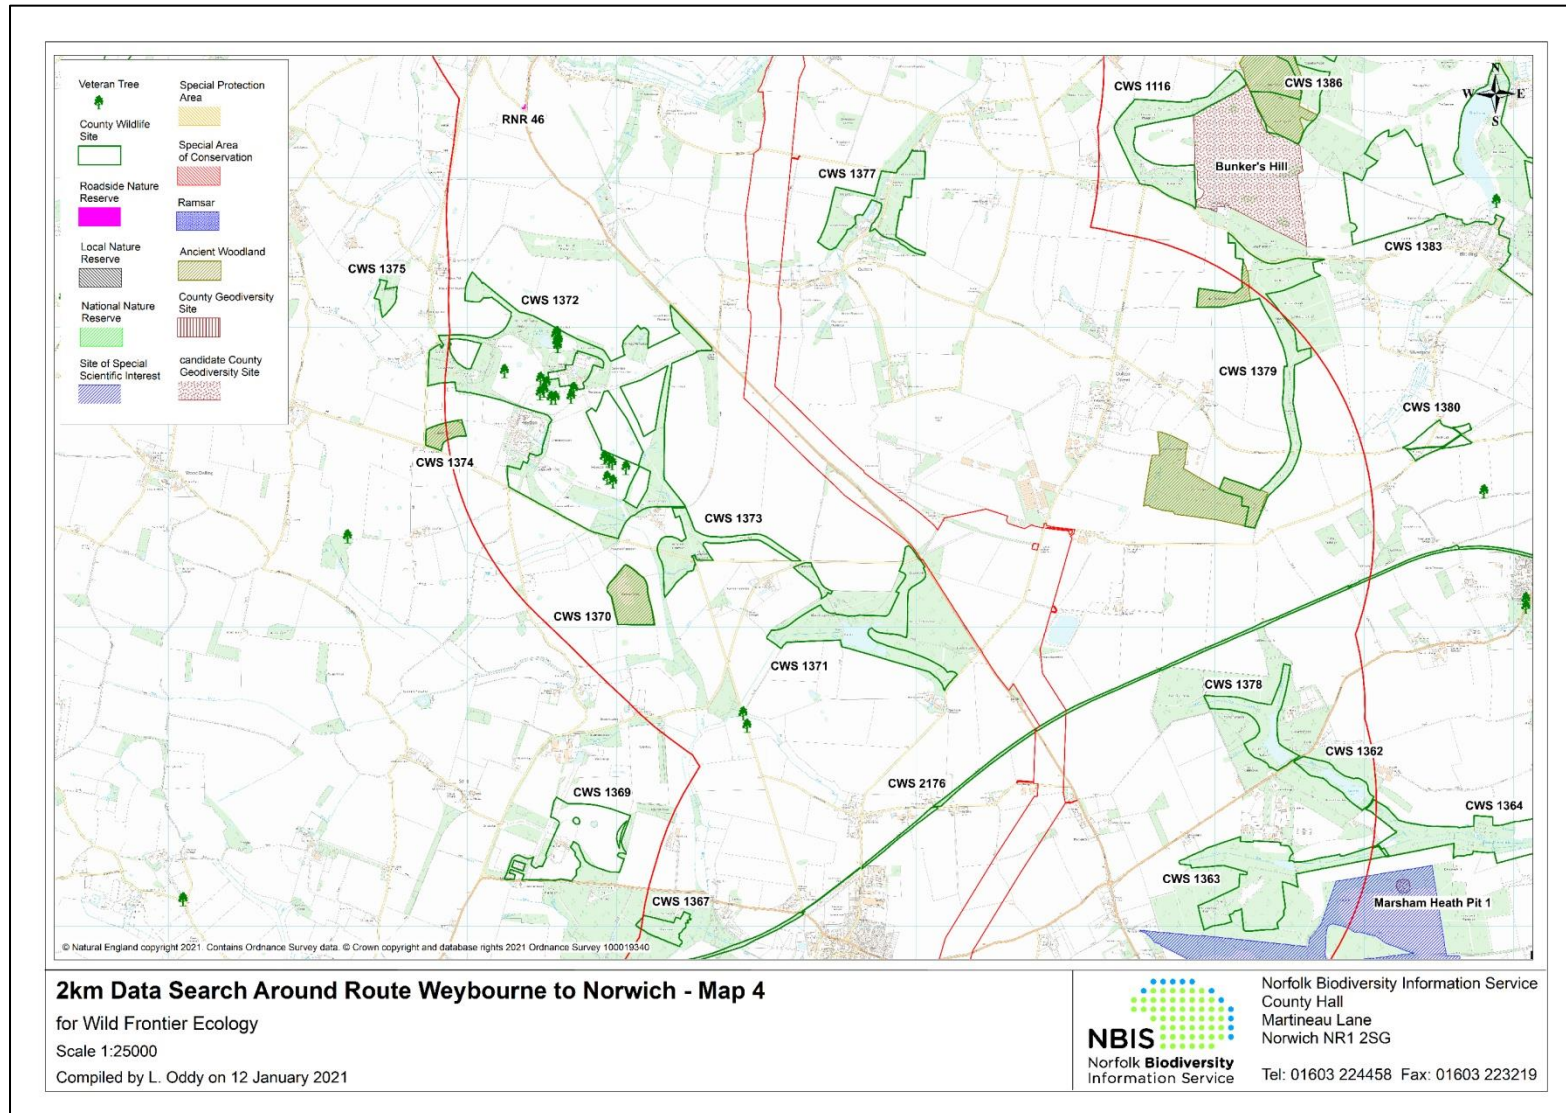 Veteran Tree
County Wildlife
Site
Roadside Nature
Reserve
Local Nature
Reserve
National Nature
Reserve
Site of Special
Scientific Interest
Special Protection
Area
Special Area
of Conservation
Ramsar
Ancient Woodland
County Geodiversity
Site
candidate County
Geodiversity Site
N
W E
S
RNR 46
CWS 1116
CWS 1386
CWS 1377
Bunker's Hill
CWS 1383
CWS 1375
CWS 1372
CWS 1379
CWS 1380
CWS 1374
CWS 1373
CWS 1370
CWS 1371
CWS 1378
CWS 1362
CWS 2176
CWS 1369
CWS 1364
CWS 1363
CWS 1367
Marsham Heath Pit 1
© Natural England copyright 2021. Contains Ordnance Survey data. © Crown copyright and database rights 2021 Ordnance Survey 100019340
2km Data Search Around Route Weybourne to Norwich - Map 4
for Wild Frontier Ecology
Scale 1:25000
Compiled by L. Oddy on 12 January 2021
NBIS
Norfolk Biodiversity
Information Service
Norfolk Biodiversity Information Service
County Hall
Martineau Lane
Norwich NR1 2SG
Tel: 01603 224458 Fax: 01603 223219